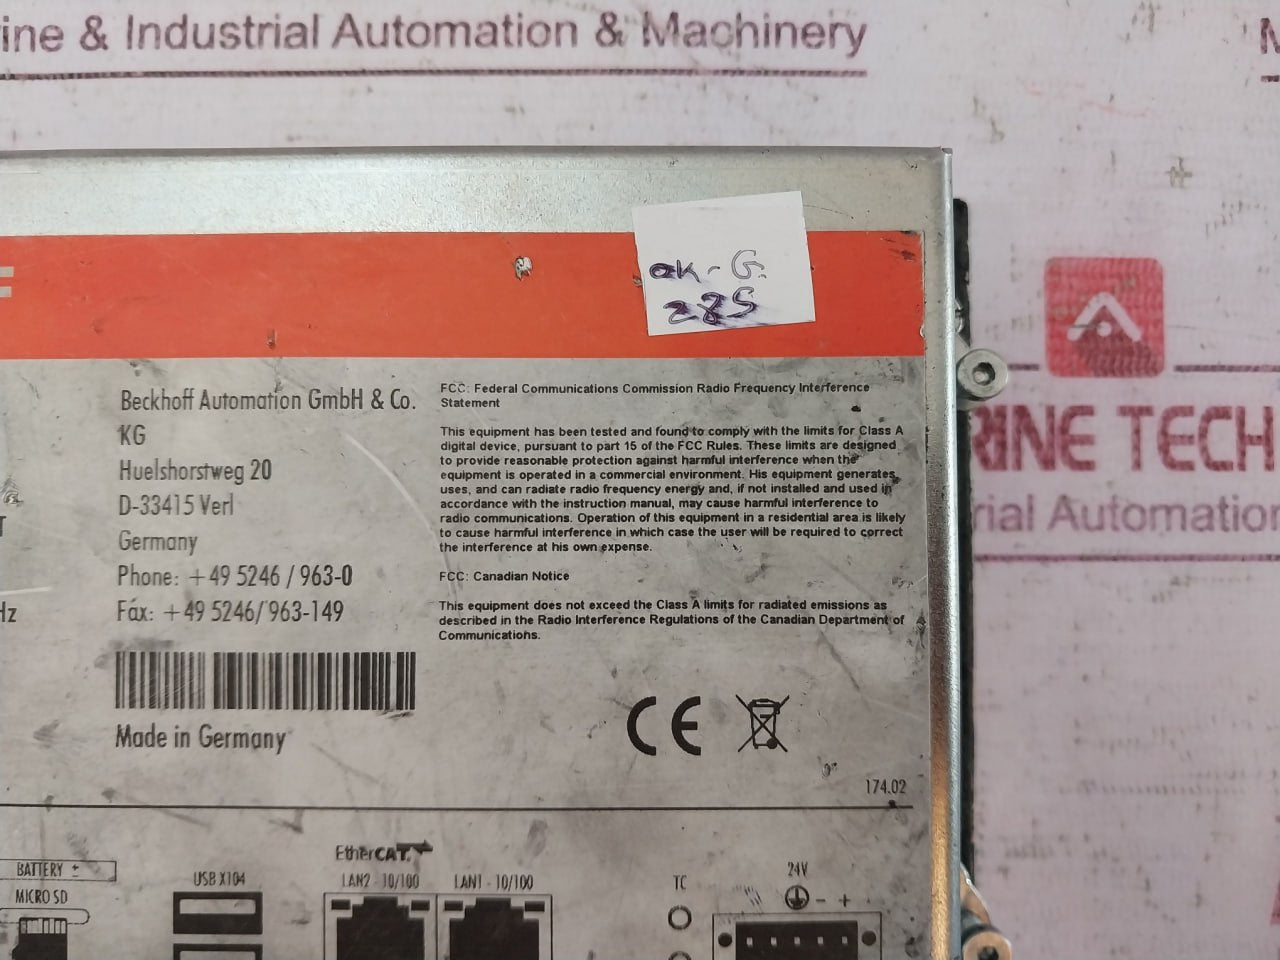 ine & Industrial Automation & Machinery
ok-G.
285
Beckhoff Automation GmbH & Co.
KG
Huelshorstweg 20
D-33415 Verl
Germany
Phone: +49 5246 / 963-0
Fax: +49 5246/ 963-149
Hz
Made in Germany
FCC: Federal Communications Commission Radio Frequency Interference
Statement
This equipment has been tested and found to comply with the limits for Class A
digital device, pursuant to part 15 of the FCC Rules. These limits are designed
to provide reasonable protection against harmful interference when the
equipment is operated in a commercial environment. His equipment generates,
uses, and can radiate radio frequency energy and, if not installed and used in
accordance with the instruction manual, may cause harmful interference to
radio communications. Operation of this equipment in a residential area is likely
to cause harmful interference in which case the user will be required to correct
the interference at his own expense.
FCC: Canadian Notice
This equipment does not exceed the Class A limits for radiated emissions as
described in the Radio Interference Regulations of the Canadian Department of
Communications.
CE
174.02
RINE TECH
rial Automation
BATTERY
MICRO SD
USB X104
EtherCAT
LAN2 - 10/100
LAN1 - 10/100
TC
24V
- +